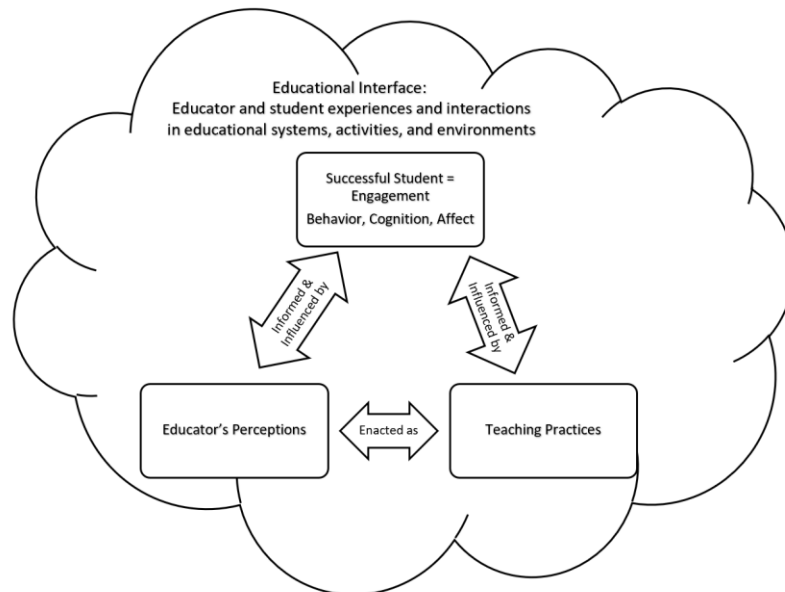 Educational Interface:
Educator and student experiences and interactions
in educational systems, activities, and environments
Successful Student =
Engagement
Behavior, Cognition, Affect
Informed &
Influenced by
Informed &
Influenced by
Educator’s Perceptions
Enacted as
Teaching Practices